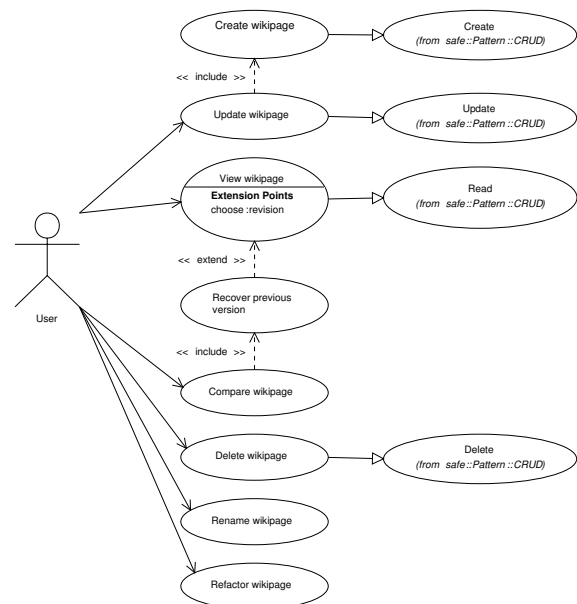 Create wikipage
Create
(from safe::Pattern::CRUD)
<< include >>
Update wikipage
Update
(from safe::Pattern::CRUD)
View wikipage
Extension Points
choose :revision
Read
(from safe::Pattern::CRUD)
<< extend >>
User
Recover previous
version
<< include >>
Compare wikipage
Delete wikipage
Delete
(from safe::Pattern::CRUD)
Rename wikipage
Refactor wikipage